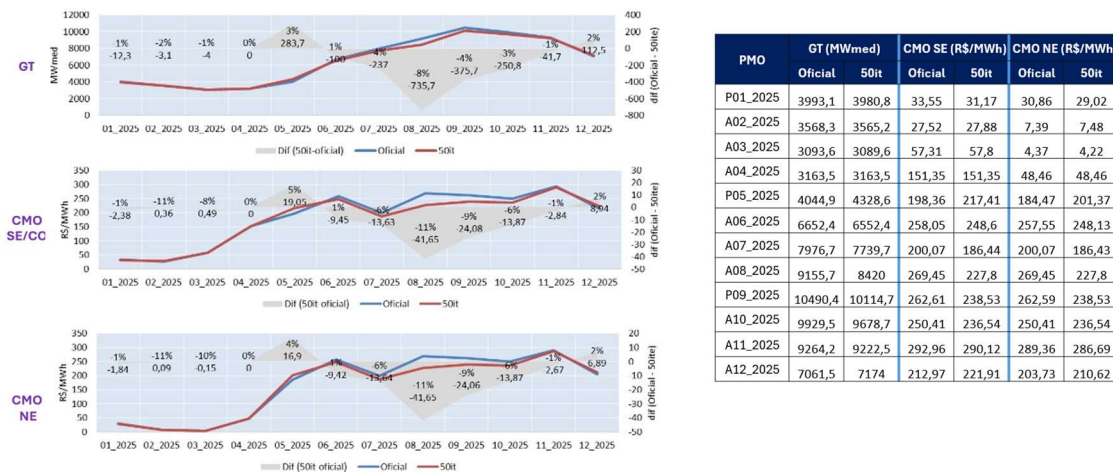 GT
MWmed
12000
10000
8000
6000
4000
2000
0
400
200
0
-200
-400
-600
-800
dif (Oficial - 50ite)
-1% -2% -1% 0% 3% 1% -4% -8% -4% -3% -1% 2%
-12,3 -3,1 -4 0 283,7 -100 -237 -735,7 -375,7 -250,8 -41,7 112,5
01_2025 02_2025 03_2025 04_2025 05_2025 06_2025 07_2025 08_2025 09_2025 10_2025 11_2025 12_2025
Dif (50it-oficial) Oficial 50it
CMO
SE/CO
R$/MWh
350
300
250
200
150
100
50
0
30
20
10
0
-10
-20
-30
-40
-50
dif (Oficial - 50ite)
-1% -11% -8% 0% 5% 1% -6% -11% -9% -6% -1% 2%
-2,38 0,36 0,49 0 19,05 -9,45 -13,63 -41,65 -24,08 -13,87 -2,84 8,94
01_2025 02_2025 03_2025 04_2025 05_2025 06_2025 07_2025 08_2025 09_2025 10_2025 11_2025 12_2025
Dif (50it oficial) Oficial 50it
CMO
NE
R$/MWh
350
300
250
200
150
100
50
0
20
10
0
-10
-20
-30
-40
-50
dif (Oficial - 50ite)
-1% -11% -10% 0% 4% -1% -6% -11% -9% -6% -1% 2%
-1,84 0,09 -0,15 0 16,9 -9,42 -13,64 -41,65 -24,06 -13,87 2,67 6,89
01_2025 02_2025 03_2025 04_2025 05_2025 06_2025 07_2025 08_2025 09_2025 10_2025 11_2025 12_2025
Dif (50it oficial) Oficial 50it
PMO GT (MWmed) CMO SE (R$/MWh) CMO NE (R$/MWh
Oficial 50it Oficial 50it Oficial 50it
P01_2025 3993,1 3980,8 33,55 31,17 30,86 29,02
A02_2025 3568,3 3565,2 27,52 27,88 7,39 7,48
A03_2025 3093,6 3089,6 57,31 57,8 4,37 4,22
A04_2025 3163,5 3163,5 151,35 151,35 48,46 48,46
P05_2025 4044,9 4328,6 198,36 217,41 184,47 201,37
A06_2025 6652,4 6552,4 258,05 248,6 257,55 248,13
A07_2025 7976,7 7739,7 200,07 186,44 200,07 186,43
A08_2025 9155,7 8420 269,45 227,8 269,45 227,8
P09_2025 10490,4 10114,7 262,61 238,53 262,59 238,53
A10_2025 9929,5 9678,7 250,41 236,54 250,41 236,54
A11_2025 9264,2 9222,5 292,96 290,12 289,36 286,69
A12_2025 7061,5 7174 212,97 221,91 203,73 210,62